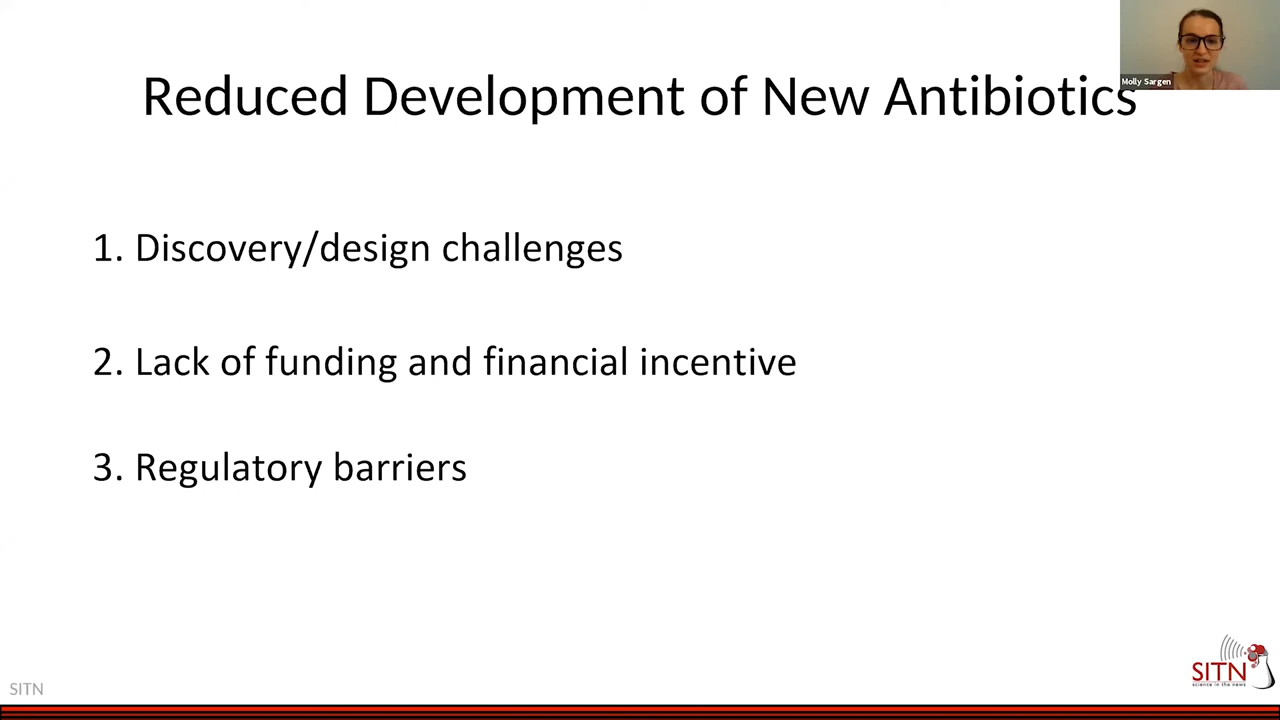 Molly Sargen
Reduced Development of New Antibiotics
1. Discovery/design challenges
2. Lack of funding and financial incentive
3. Regulatory barriers
SITN
SITN
science in the news